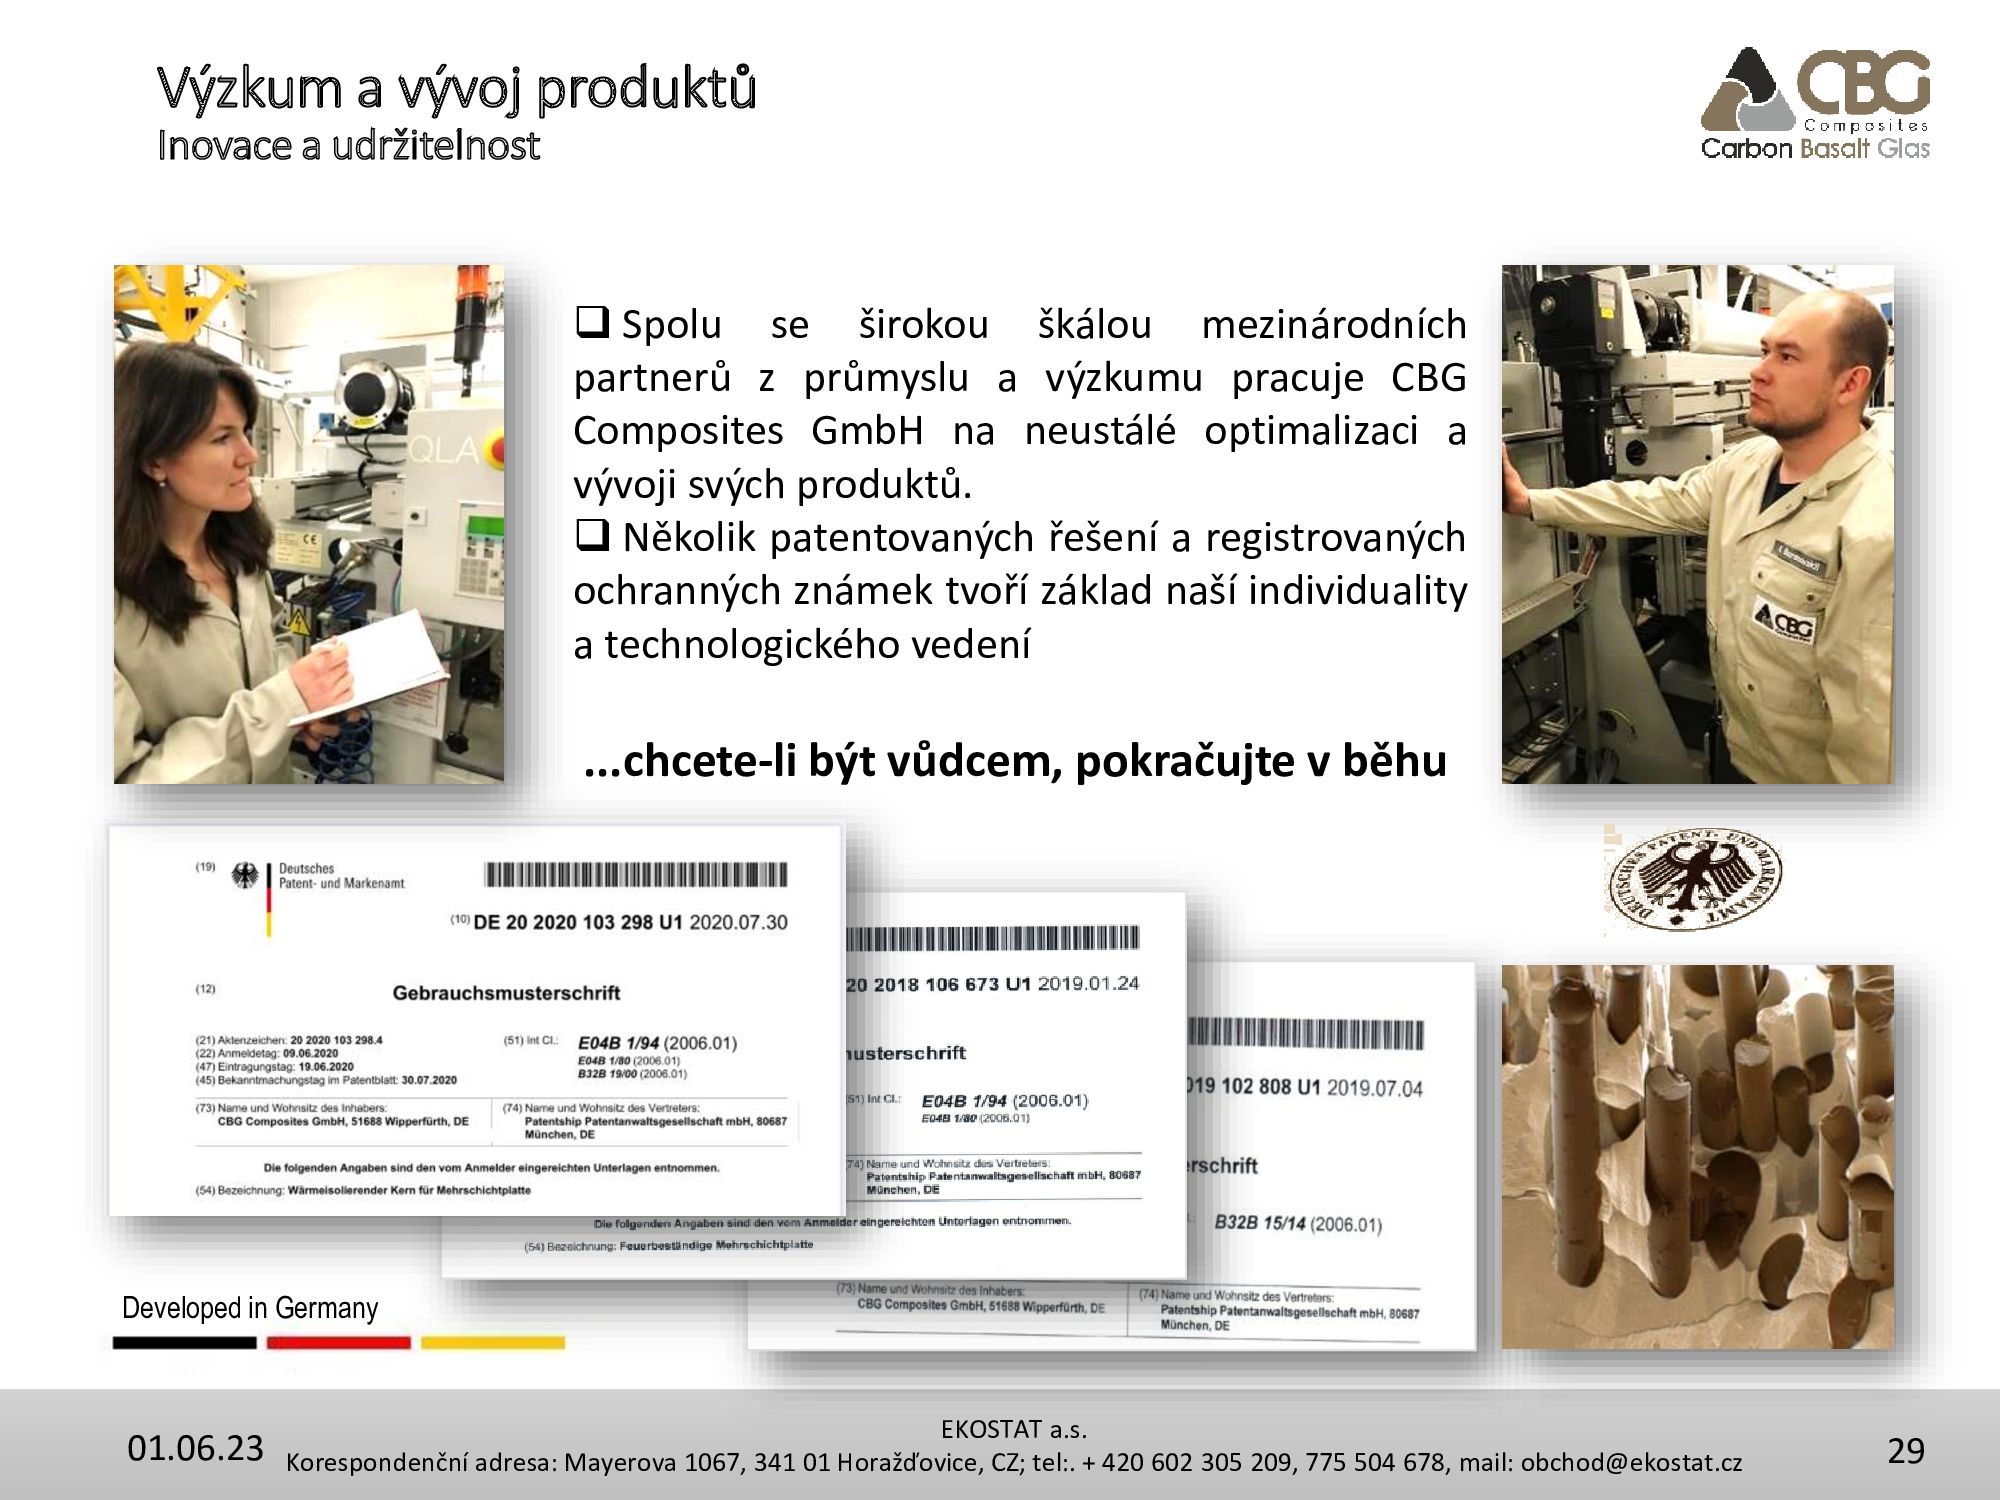 Výzkum a vývoj produktů
Inovace a udržitelnost
CBG
Composites
Carbon Basalt Glas
❑ Spolu se širokou škálou mezinárodních
partnerů z průmyslu a výzkumu pracuje CBG
Composites GmbH na neustálé optimalizaci a
vývoji svých produktů.
❑ Několik patentovaných řešení a registrovaných
ochranných známek tvoří základ naší individuality
a technologického vedení
...chcete-li být vůdcem, pokračujte v běhu
QLA
CE
CBG
DEUTSCHES PATENT- UND MARKENAMT
(19) Deutsches
Patent- und Markenamt
(10) DE 20 2020 103 298 U1 2020.07.30
(12) Gebrauchsmusterschrift
(21) Aktenzeichen: 20 2020 103 298.4
(22) Anmeldetag: 09.06.2020
(47) Eintragungstag: 19.06.2020
(45) Bekanntmachungstag im Patentblatt: 30.07.2020
(51) Int Cl.: E04B 1/94 (2006.01)
E04B 1/80 (2006.01)
B32B 19/00 (2006.01)
(73) Name und Wohnsitz des Inhabers:
CBG Composites GmbH, 51688 Wipperfürth, DE
(74) Name und Wohnsitz des Vertreters:
Patentship Patentanwaltsgesellschaft mbH, 80687
München, DE
Die folgenden Angaben sind den vom Anmelder eingereichten Unterlagen entnommen.
(54) Bezeichnung: Wärmeisolierender Kern für Mehrschichtplatte
20 2018 106 673 U1 2019.01.24
musterschrift
51) Int Cl.: E04B 1/94 (2006.01)
E04B 1/80 (2006.01)
74) Name und Wohnsitz des Vertreters:
Patentship Patentanwaltsgesellschaft mbH, 80687
München, DE
Die folgenden Angaben sind den vom Anmelder eingereichten Unterlagen entnommen.
(54) Bezeichnung: Feuerbeständige Mehrschichtplatte
019 102 808 U1 2019.07.04
erschrift
B32B 15/14 (2006.01)
(73) Name und Wohnsitz des Inhabers:
CBG Composites GmbH, 51688 Wipperfürth, DE
(74) Name und Wohnsitz des Vertreters:
Patentship Patentanwaltsgesellschaft mbH, 80687
München, DE
Developed in Germany
01.06.23
EKOSTAT a.s.
Korespondenční adresa: Mayerova 1067, 341 01 Horažďovice, CZ; tel:. + 420 602 305 209, 775 504 678, mail: obchod@ekostat.cz
29